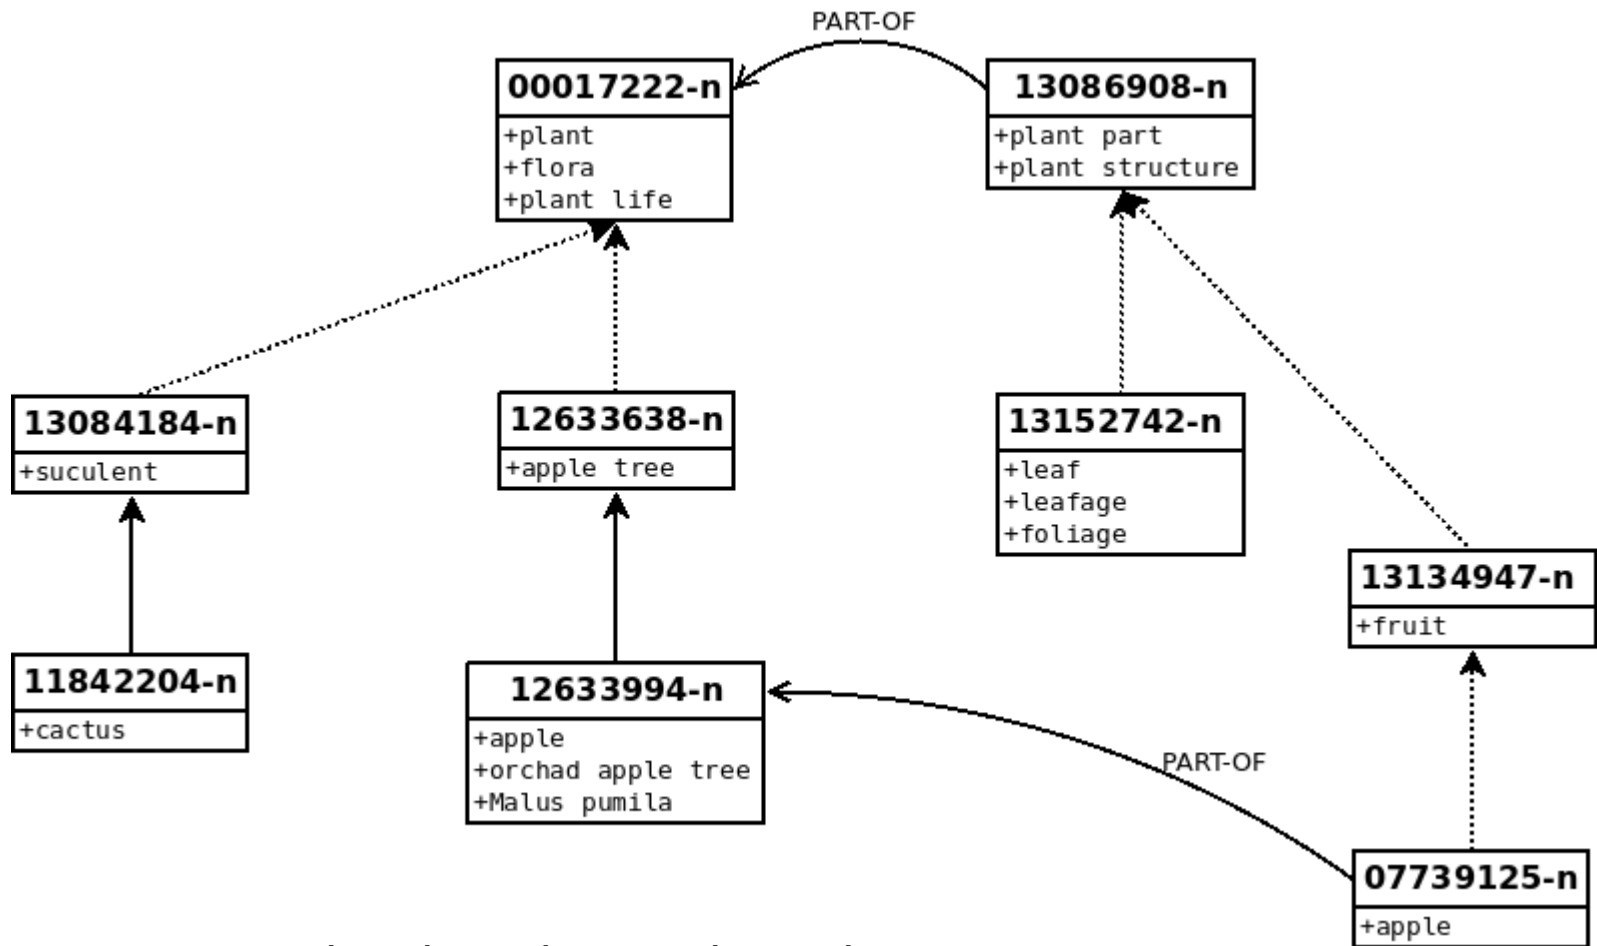 PART-OF
00017222-n
+plant
+flora
+plant life
13086908-n
+plant part
+plant structure
13084184-n
+suculent
12633638-n
+apple tree
13152742-n
+leaf
+leafage
+foliage
13134947-n
+fruit
11842204-n
+cactus
12633994-n
+apple
+orchad apple tree
+Malus pumila
PART-OF
07739125-n
+apple